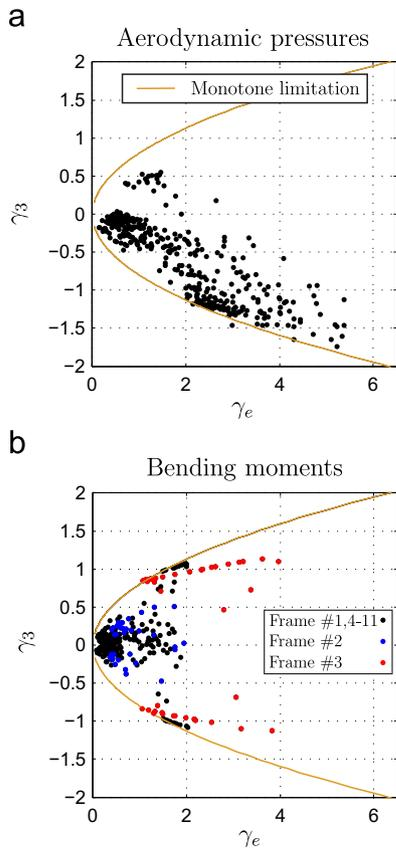 a
Aerodynamic pressures
Monotone limitation
2
1.5
1
0.5
0
−0.5
−1
−1.5
−2
γ3
0 2 4 6
γe
b
Bending moments
2
1.5
1
0.5
0
−0.5
−1
−1.5
−2
γ3
Frame #1,4-11
Frame #2
Frame #3
0 2 4 6
γe